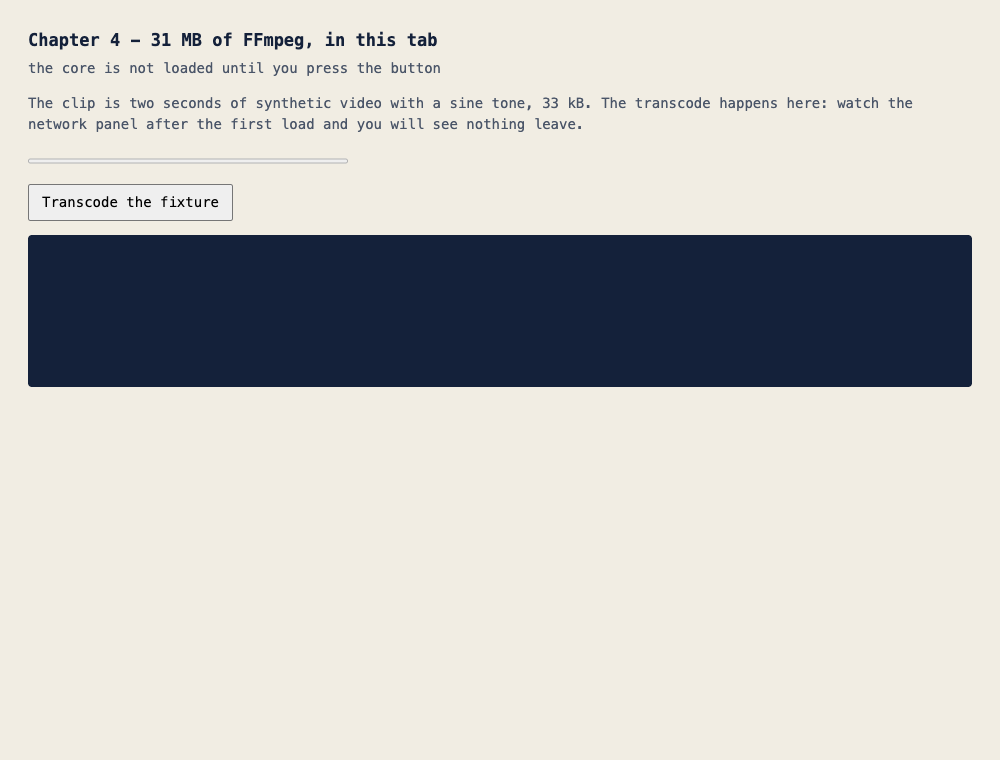 Chapter 4 — 31 MB of FFmpeg, in this tab
the core is not loaded until you press the button
The clip is two seconds of synthetic video with a sine tone, 33 kB. The transcode happens here: watch the
network panel after the first load and you will see nothing leave.
Transcode the fixture